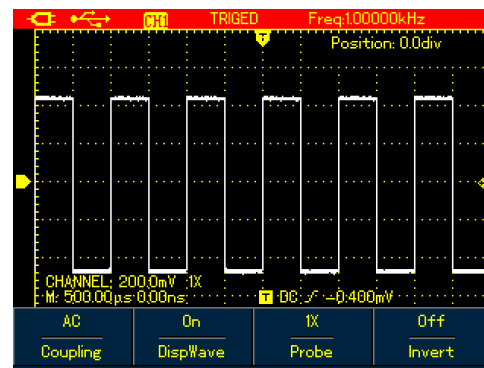 CH1 TRIGED Freq:1.00000kHz
T
Position: 0.0div
CHANNEL: 200.0mV 1X
M: 500.00μs 0.00ns T DC -0.400mV
AC On 1X Off
Coupling DispWave Probe Invert